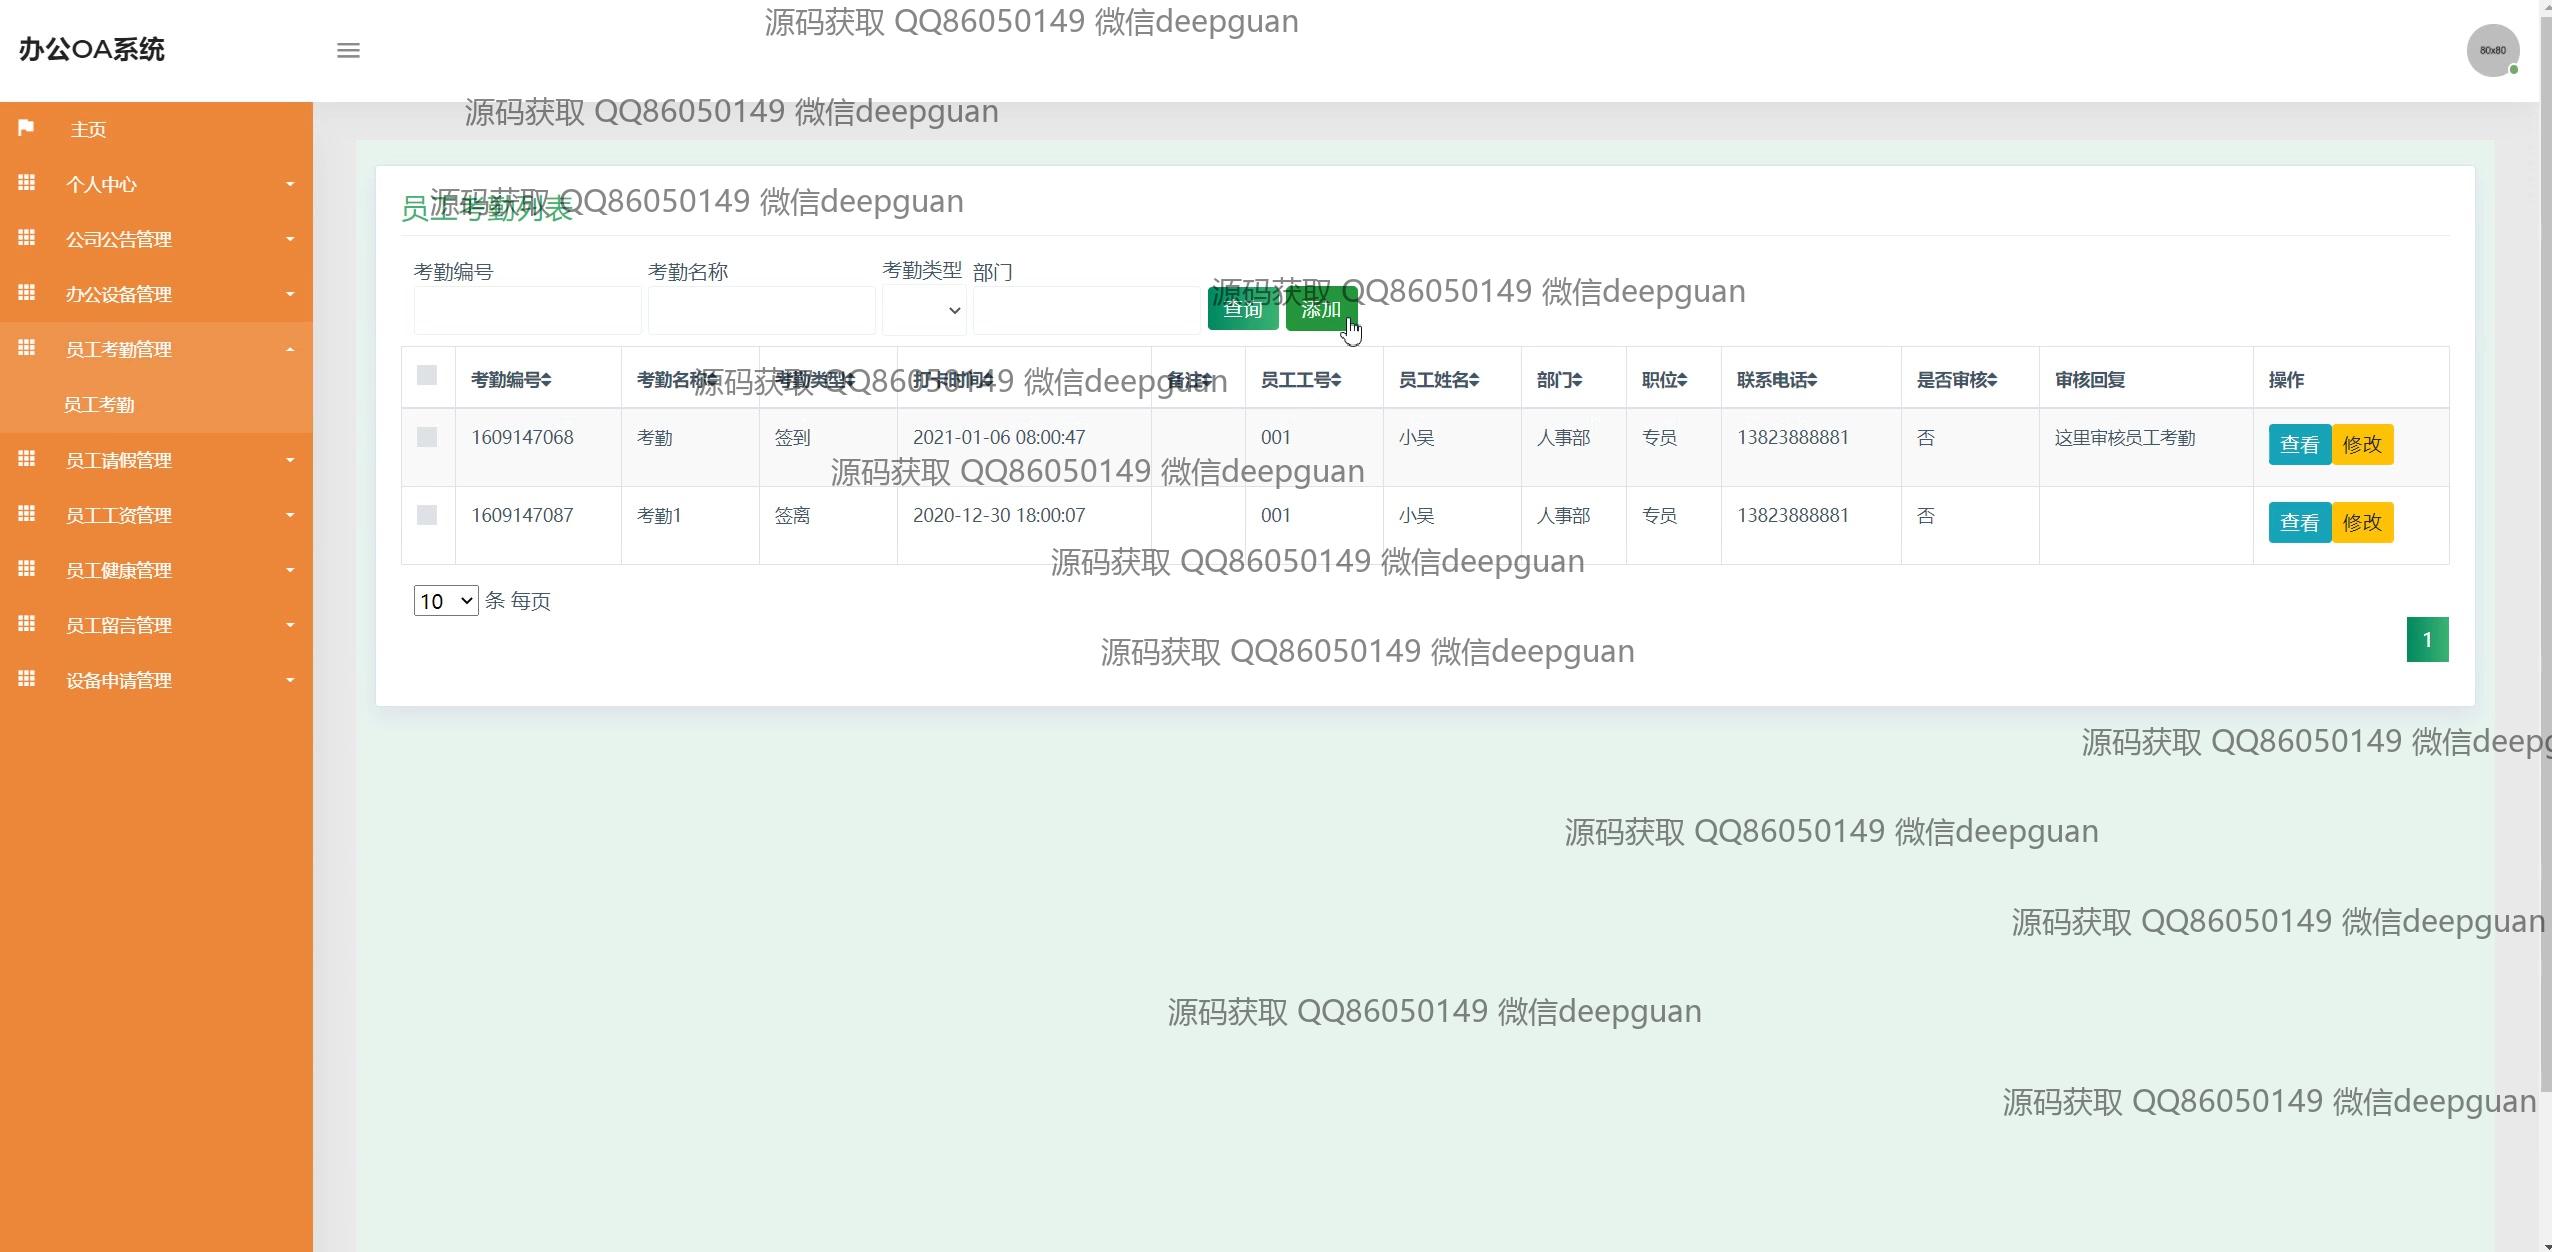 源码获取 QQ86050149 微信deepguan
办公OA系统
80x80
源码获取 QQ86050149 微信deepguan
主页
个人中心
公司公告管理
办公设备管理
员工考勤管理
员工考勤
员工请假管理
员工工资管理
员工健康管理
员工留言管理
设备申请管理
源码获取 QQ86050149 微信deepguan
员工考勤列表
考勤编号 考勤名称 考勤类型 部门
源码获取 QQ86050149 微信deepguan
查询 添加
考勤编号 考勤名称 考勤类型 打卡时间 备注 员工工号 员工姓名 部门 职位 联系电话 是否审核 审核回复 操作
源码获取 QQ86050149 微信deepguan
1609147068 考勤 签到 2021-01-06 08:00:47 001 小吴 人事部 专员 13823888881 否 这里审核员工考勤 查看 修改
源码获取 QQ86050149 微信deepguan
1609147087 考勤1 签离 2020-12-30 18:00:07 001 小吴 人事部 专员 13823888881 否 查看 修改
源码获取 QQ86050149 微信deepguan
10 条 每页
1
源码获取 QQ86050149 微信deepguan
源码获取 QQ86050149 微信deepg
源码获取 QQ86050149 微信deepguan
源码获取 QQ86050149 微信deepguan
源码获取 QQ86050149 微信deepguan
源码获取 QQ86050149 微信deepguan